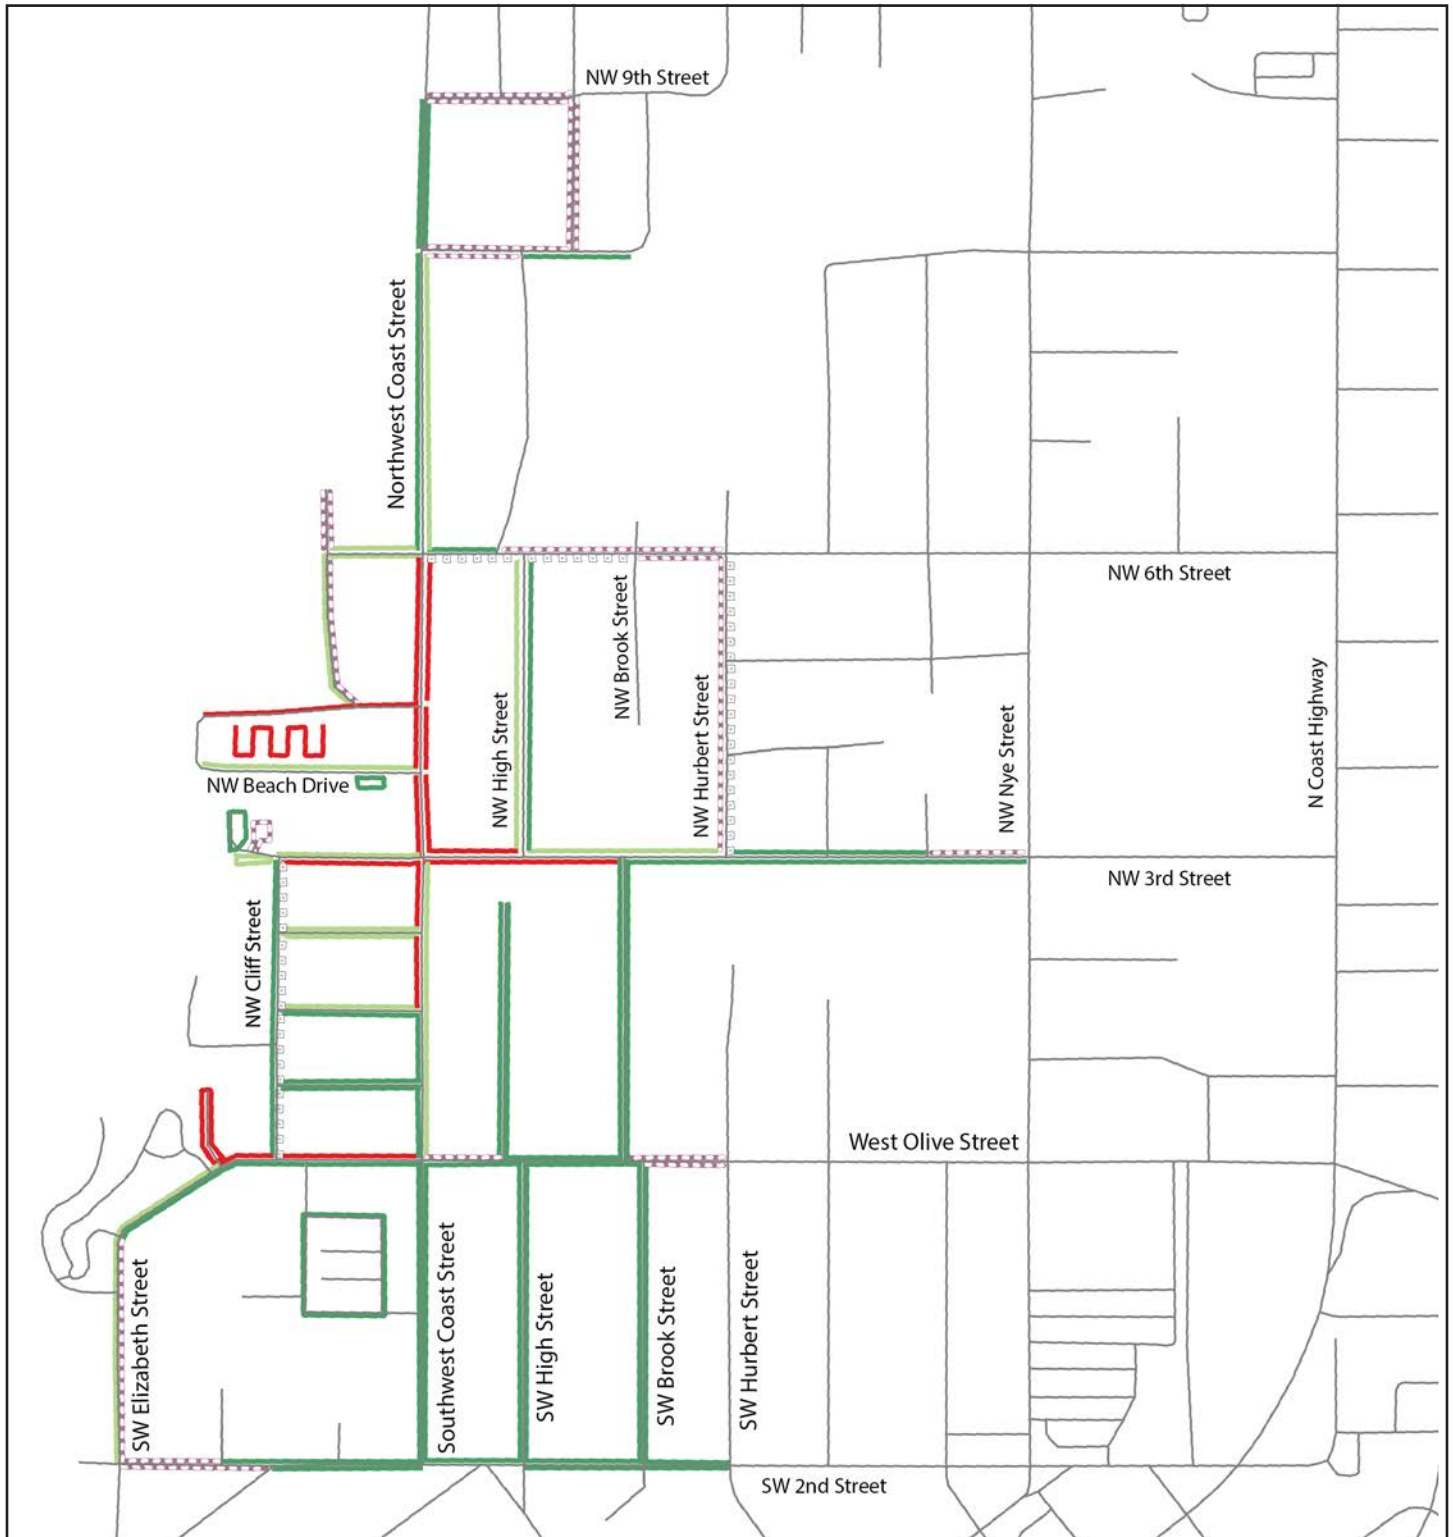 NW 9th Street
Northwest Coast Street
NW 6th Street
NW Brook Street
N Coast Highway
NW High Street
NW Hurbert Street
NW Nye Street
NW Beach Drive
NW 3rd Street
NW Cliff Street
West Olive Street
SW Elizabeth Street
Southwest Coast Street
SW High Street
SW Brook Street
SW Hurbert Street
SW 2nd Street